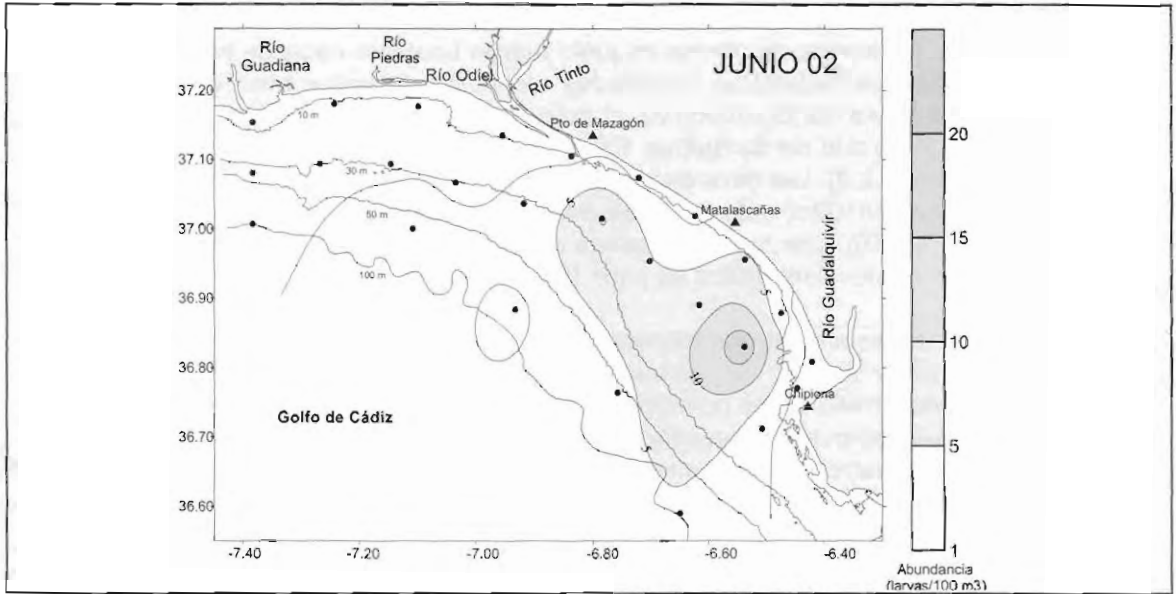 JUNIO 02
Río
Guadiana
Río
Piedras
Río Odiel
Río Tinto
Pto de Mazagón
Matalascañas
Río Guadalquivir
Chipiona
Golfo de Cádiz
10 m
30 m
50 m
100 m
5
5
5
10
37.20
37.10
37.00
36.90
36.80
36.70
36.60
-7.40
-7.20
-7.00
-6.80
-6.60
-6.40
20
15
10
5
1
Abundancia
(larvas/100 m3)